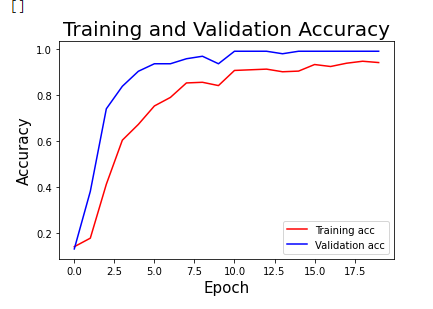 []
Training and Validation Accuracy
1.0
0.8
0.6
0.4
0.2
Accuracy
Training acc
Validation acc
0.0 2.5 5.0 7.5 10.0 12.5 15.0 17.5
Epoch